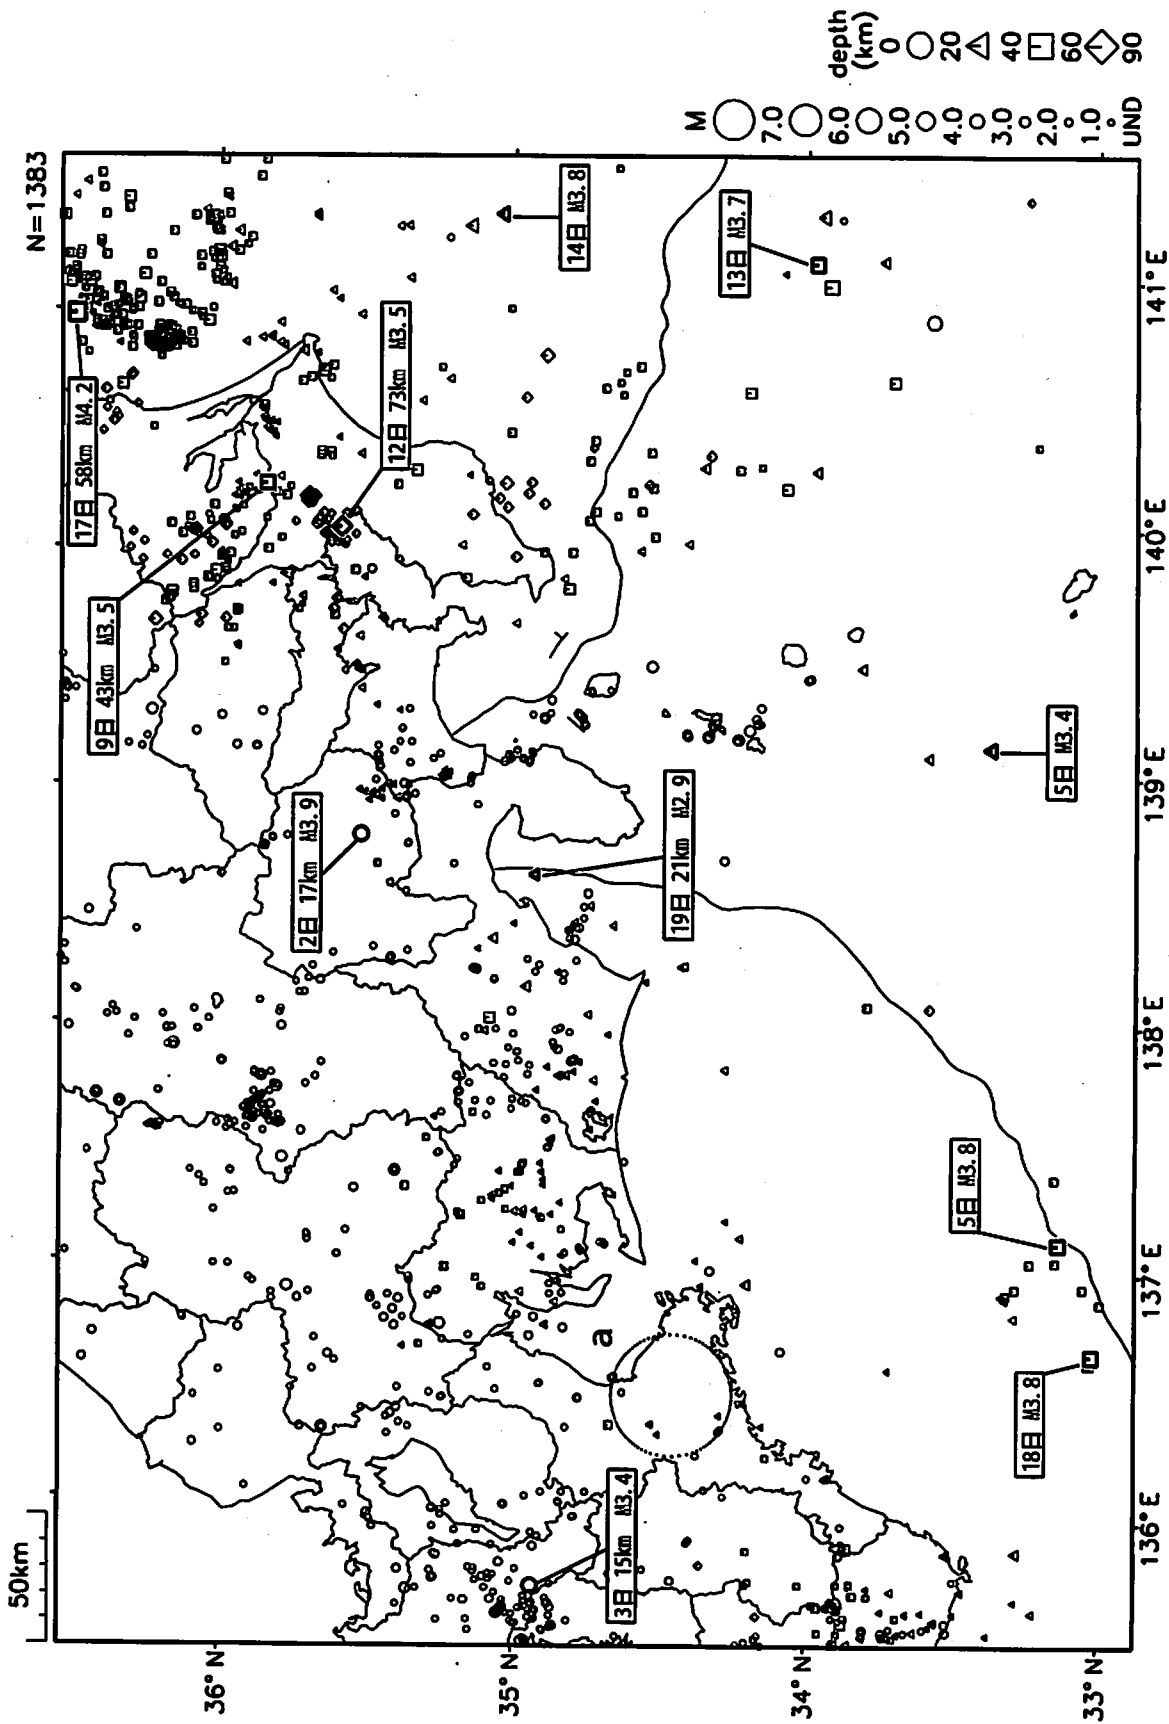 50km
N=1383
17日 58km M4.2
9日 43km M3.5
12日 73km M3.5
14日 M3.8
13日 M3.7
2日 17km M3.9
19日 21km M2.9
5日 M3.4
5日 M3.8
18日 M3.8
3日 15km M3.4
a
36°N
35°N
34°N
33°N
136°E
137°E
138°E
139°E
140°E
141°E
M
7.0
6.0
5.0
4.0
3.0
2.0
1.0
UND
depth
(km)
0
20
40
60
90